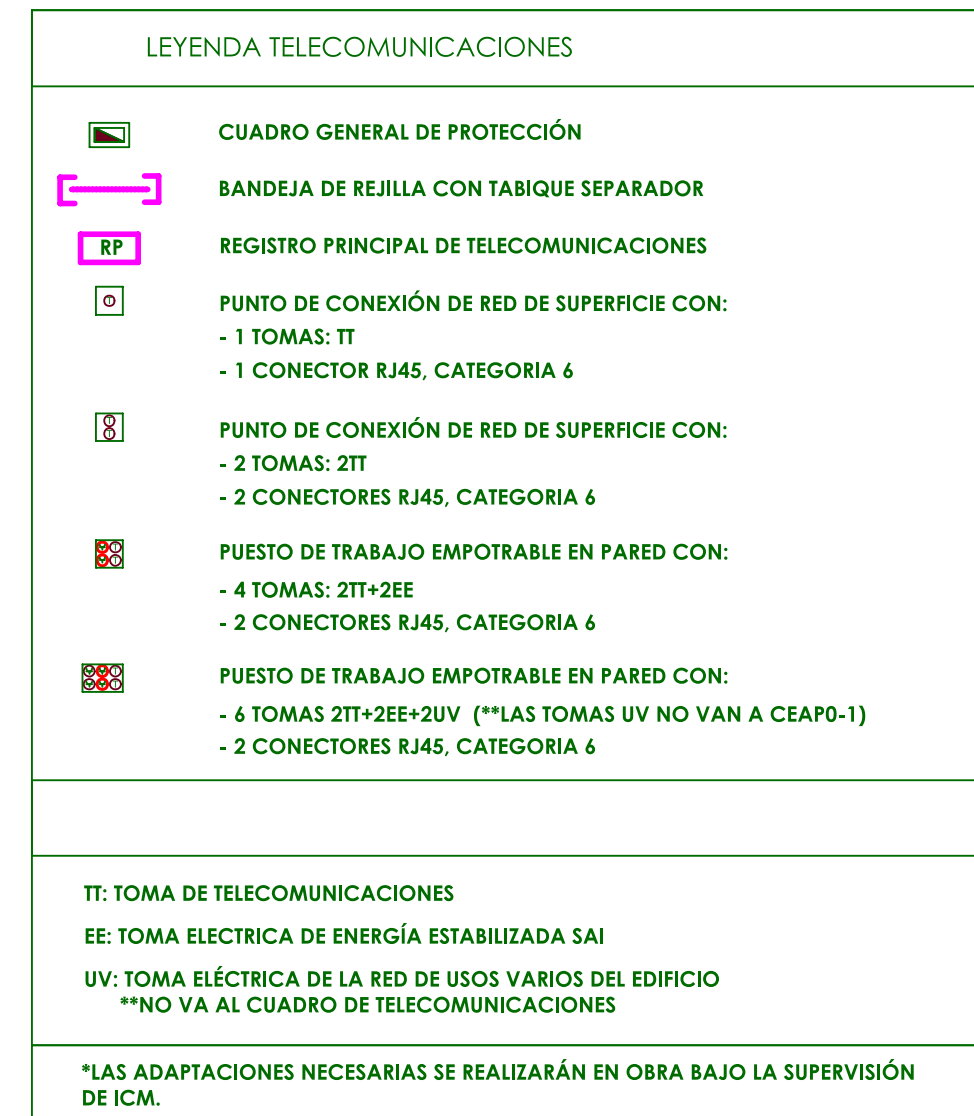 LEYENDA TELECOMUNICACIONES
CUADRO GENERAL DE PROTECCIÓN
BANDEJA DE REJILLA CON TABIQUE SEPARADOR
RP REGISTRO PRINCIPAL DE TELECOMUNICACIONES
T PUNTO DE CONEXIÓN DE RED DE SUPERFICIE CON:
- 1 TOMAS: TT
- 1 CONECTOR RJ45, CATEGORIA 6
T
T
PUNTO DE CONEXIÓN DE RED DE SUPERFICIE CON:
- 2 TOMAS: 2TT
- 2 CONECTORES RJ45, CATEGORIA 6
T
T
PUESTO DE TRABAJO EMPOTRABLE EN PARED CON:
- 4 TOMAS: 2TT+2EE
- 2 CONECTORES RJ45, CATEGORIA 6
T
T
PUESTO DE TRABAJO EMPOTRABLE EN PARED CON:
- 6 TOMAS 2TT+2EE+2UV (**LAS TOMAS UV NO VAN A CEAP0-1)
- 2 CONECTORES RJ45, CATEGORIA 6
TT: TOMA DE TELECOMUNICACIONES
EE: TOMA ELECTRICA DE ENERGÍA ESTABILIZADA SAI
UV: TOMA ELÉCTRICA DE LA RED DE USOS VARIOS DEL EDIFICIO
**NO VA AL CUADRO DE TELECOMUNICACIONES
*LAS ADAPTACIONES NECESARIAS SE REALIZARÁN EN OBRA BAJO LA SUPERVISIÓN
DE ICM.